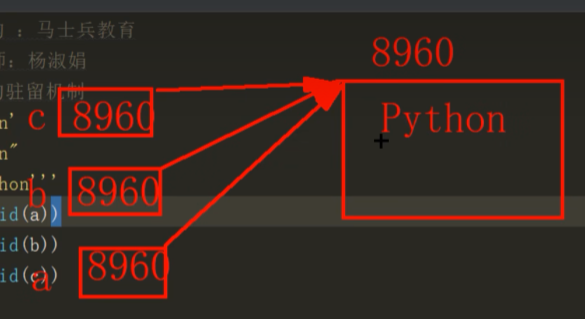 ：马士兵教育
师：杨淑娟
驻留机制
n'
n"
hon'''
id(a))
id(b))
id(c))
c 8960
b 8960
a 8960
8960
Python